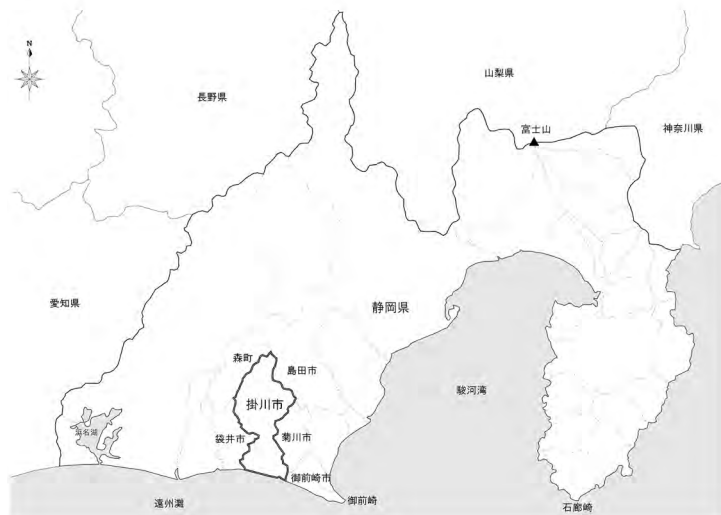 N
山梨県
長野県
富士山
神奈川県
愛知県
静岡県
森町
島田市
駿河湾
掛川市
浜名湖
袋井市
菊川市
御前崎市
遠州灘
御前崎
石廊崎